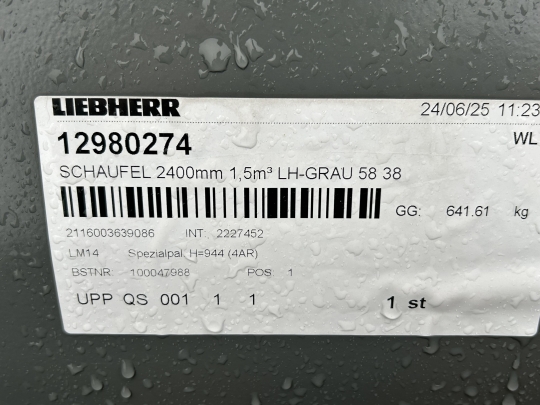 LIEBHERR 24/06/25 11:23
12980274 WL
SCHAUFEL 2400mm 1,5m³ LH-GRAU 58 38
GG: 641.61 kg
2116003639086 INT: 2227452
LM14 Spezialpal. H=944 (4AR)
BSTNR: 100047988 POS 1
UPP QS 001 1 1 1 st